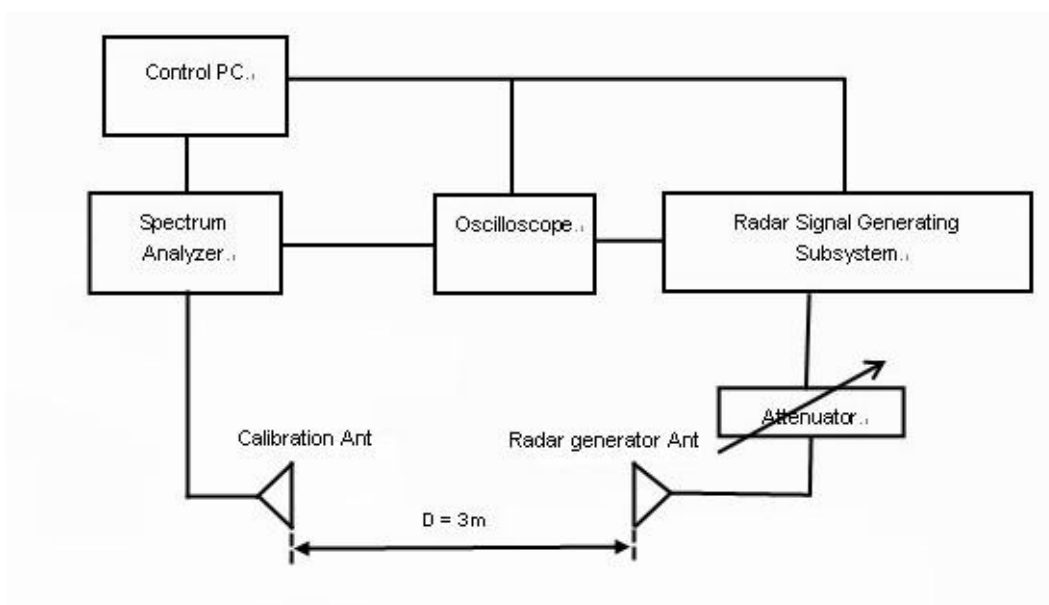 Control PC.
Spectrum
Analyzer.
Oscilloscope.
Radar Signal Generating
Subsystem.
Attenuator.
Calibration Ant
Radar generator Ant
D = 3m